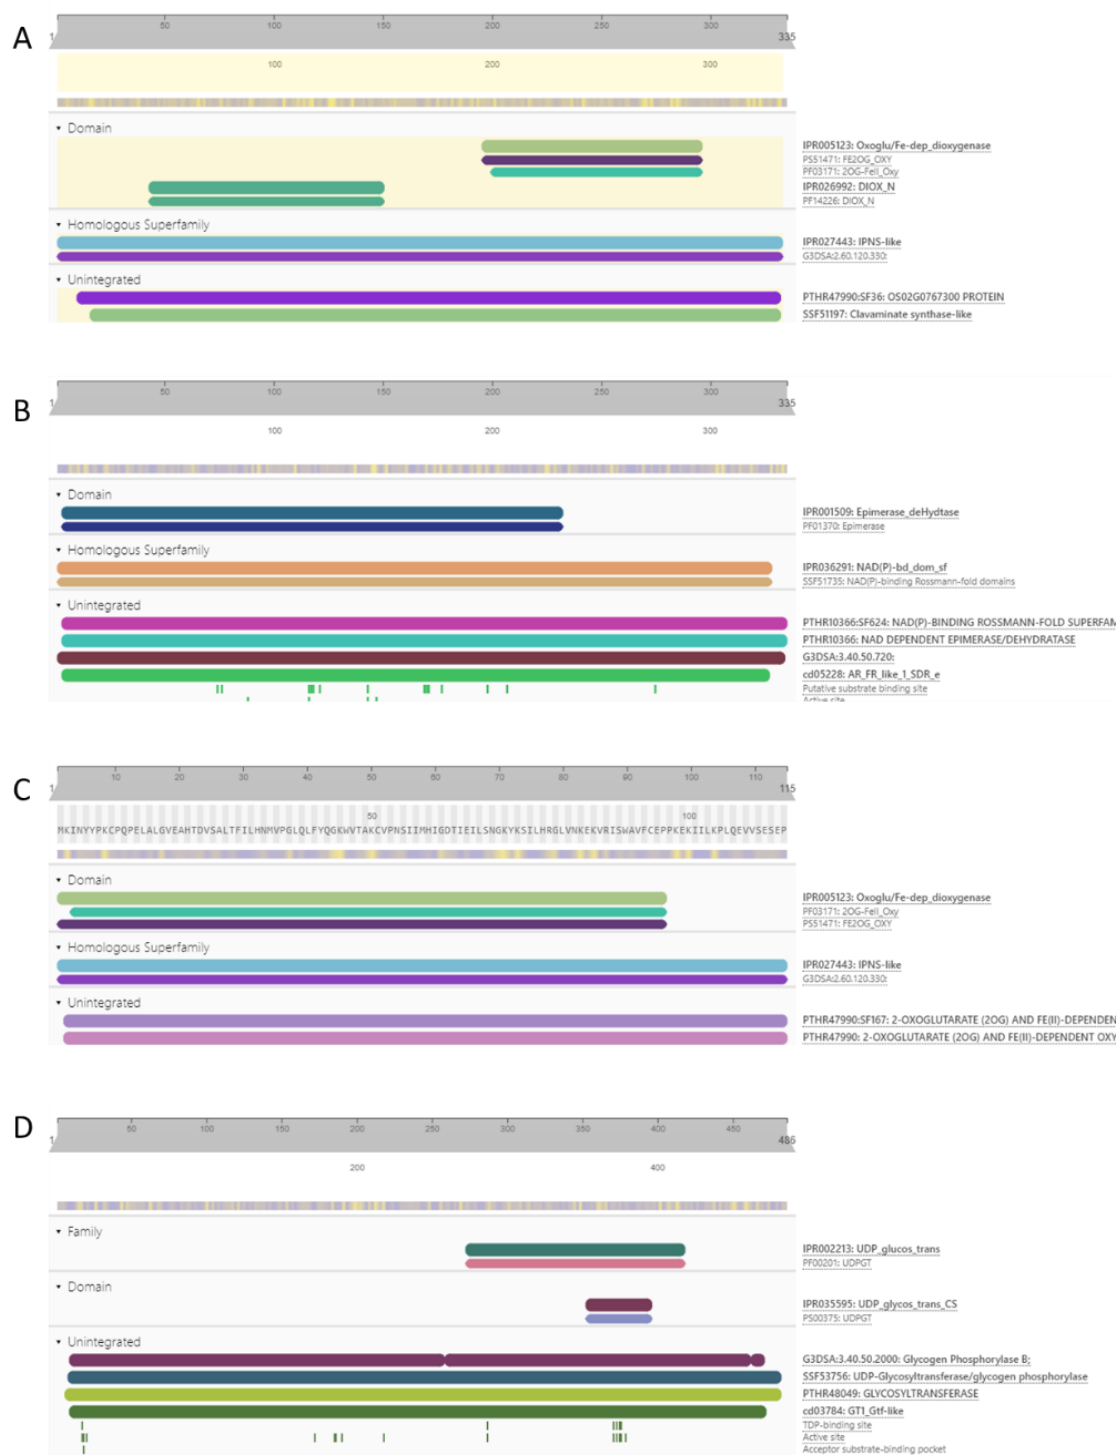 A
50 100 150 200 250 300
1 335
100 200 300
Domain
IPR005123: Oxoglu/Fe-dep_dioxygenase
PS51471: FE2OG_OXY
PF03171: 2OG-FeII_Oxy
IPR026992: DIOX_N
PF14226: DIOX_N
Homologous Superfamily
IPR027443: IPNS-like
G3DSA:2.60.120.330:
Unintegrated
PTHR47990:SF36: OS02G0767300 PROTEIN
SSF51197: Clavaminate synthase-like
B
50 100 150 200 250 300
1 335
100 200 300
Domain
IPR001509: Epimerase_deHydtase
PF01370: Epimerase
Homologous Superfamily
IPR036291: NAD(P)-bd_dom_sf
SSF51735: NAD(P)-binding Rossmann-fold domains
Unintegrated
PTHR10366:SF624: NAD(P)-BINDING ROSSMANN-FOLD SUPERFAM
PTHR10366: NAD DEPENDENT EPIMERASE/DEHYDRATASE
G3DSA:3.40.50.720:
cd05228: AR_FR_like_1_SDR_e
Putative substrate binding site
Active site
C
10 20 30 40 50 60 70 80 90 100 110
1 115
50 100
MKINYYPKCPQPELALGVEAHTDVSALTFILHNMVPGLQLFYQGKWVTAKCVPNSIIMHIGDTIEILSNGKYKSILHRGLVNKEKVRISWAVFCEPPKEKIILKPLQEVVSESEP
Domain
IPR005123: Oxoglu/Fe-dep_dioxygenase
PF03171: 2OG-FeII_Oxy
PS51471: FE2OG_OXY
Homologous Superfamily
IPR027443: IPNS-like
G3DSA:2.60.120.330:
Unintegrated
PTHR47990:SF167: 2-OXOGLUTARATE (2OG) AND FE(II)-DEPENDEN
PTHR47990: 2-OXOGLUTARATE (2OG) AND FE(II)-DEPENDENT OXY
D
50 100 150 200 250 300 350 400 450
1 486
200 400
Family
IPR002213: UDP_glucos_trans
PF00201: UDPGT
Domain
IPR035595: UDP_glycos_trans_CS
PS00375: UDPGT
Unintegrated
G3DSA:3.40.50.2000: Glycogen Phosphorylase B;
SSF53756: UDP-Glycosyltransferase/glycogen phosphorylase
PTHR48049: GLYCOSYLTRANSFERASE
cd03784: GT1_Gtf-like
TDP-binding site
Active site
Acceptor substrate-binding pocket